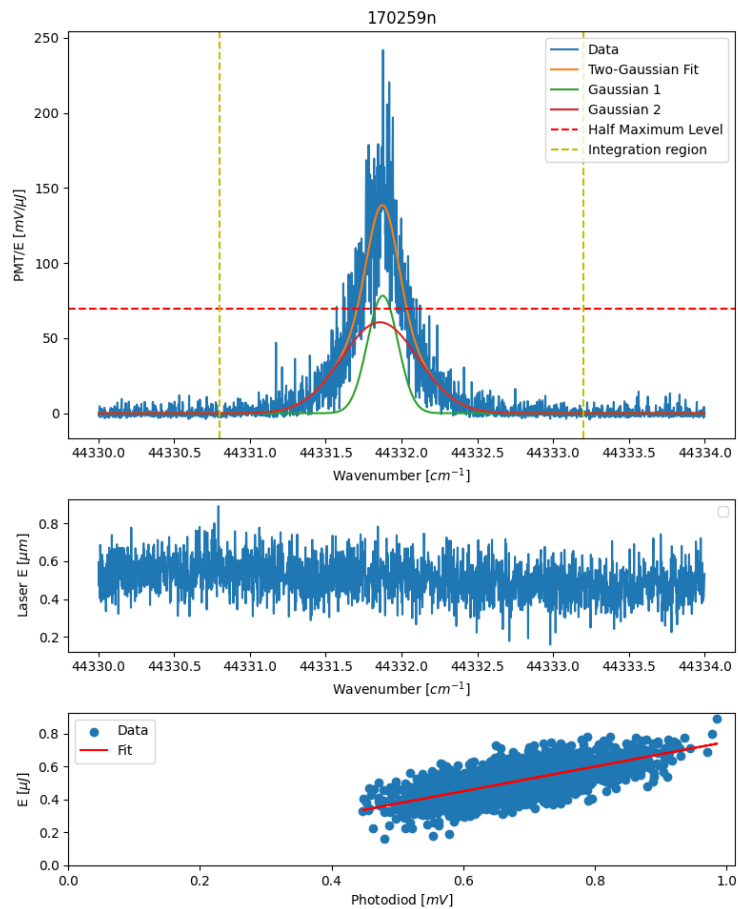 170259n
250
200
150
100
50
0
PMT/E [mV/μJ]
Data
Two-Gaussian Fit
Gaussian 1
Gaussian 2
Half Maximum Level
Integration region
44330.0 44330.5 44331.0 44331.5 44332.0 44332.5 44333.0 44333.5 44334.0
Wavenumber [cm⁻¹]
0.8
0.6
0.4
0.2
Laser E [μm]
44330.0 44330.5 44331.0 44331.5 44332.0 44332.5 44333.0 44333.5 44334.0
Wavenumber [cm⁻¹]
0.8
0.6
0.4
0.2
0.0
E [μJ]
Data
Fit
0.0 0.2 0.4 0.6 0.8 1.0
Photodiod [mV]